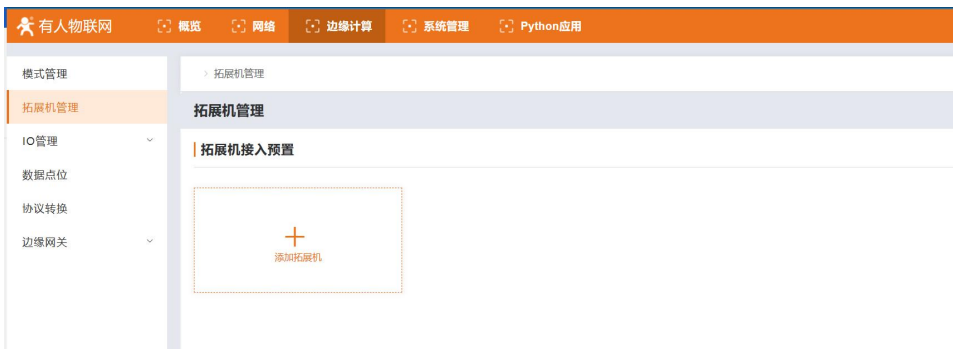 有人物联网 概览 网络 边缘计算 系统管理 Python应用
模式管理
拓展机管理
IO管理
数据点位
协议转换
边缘网关
拓展机管理
拓展机管理
拓展机接入预置
添加拓展机